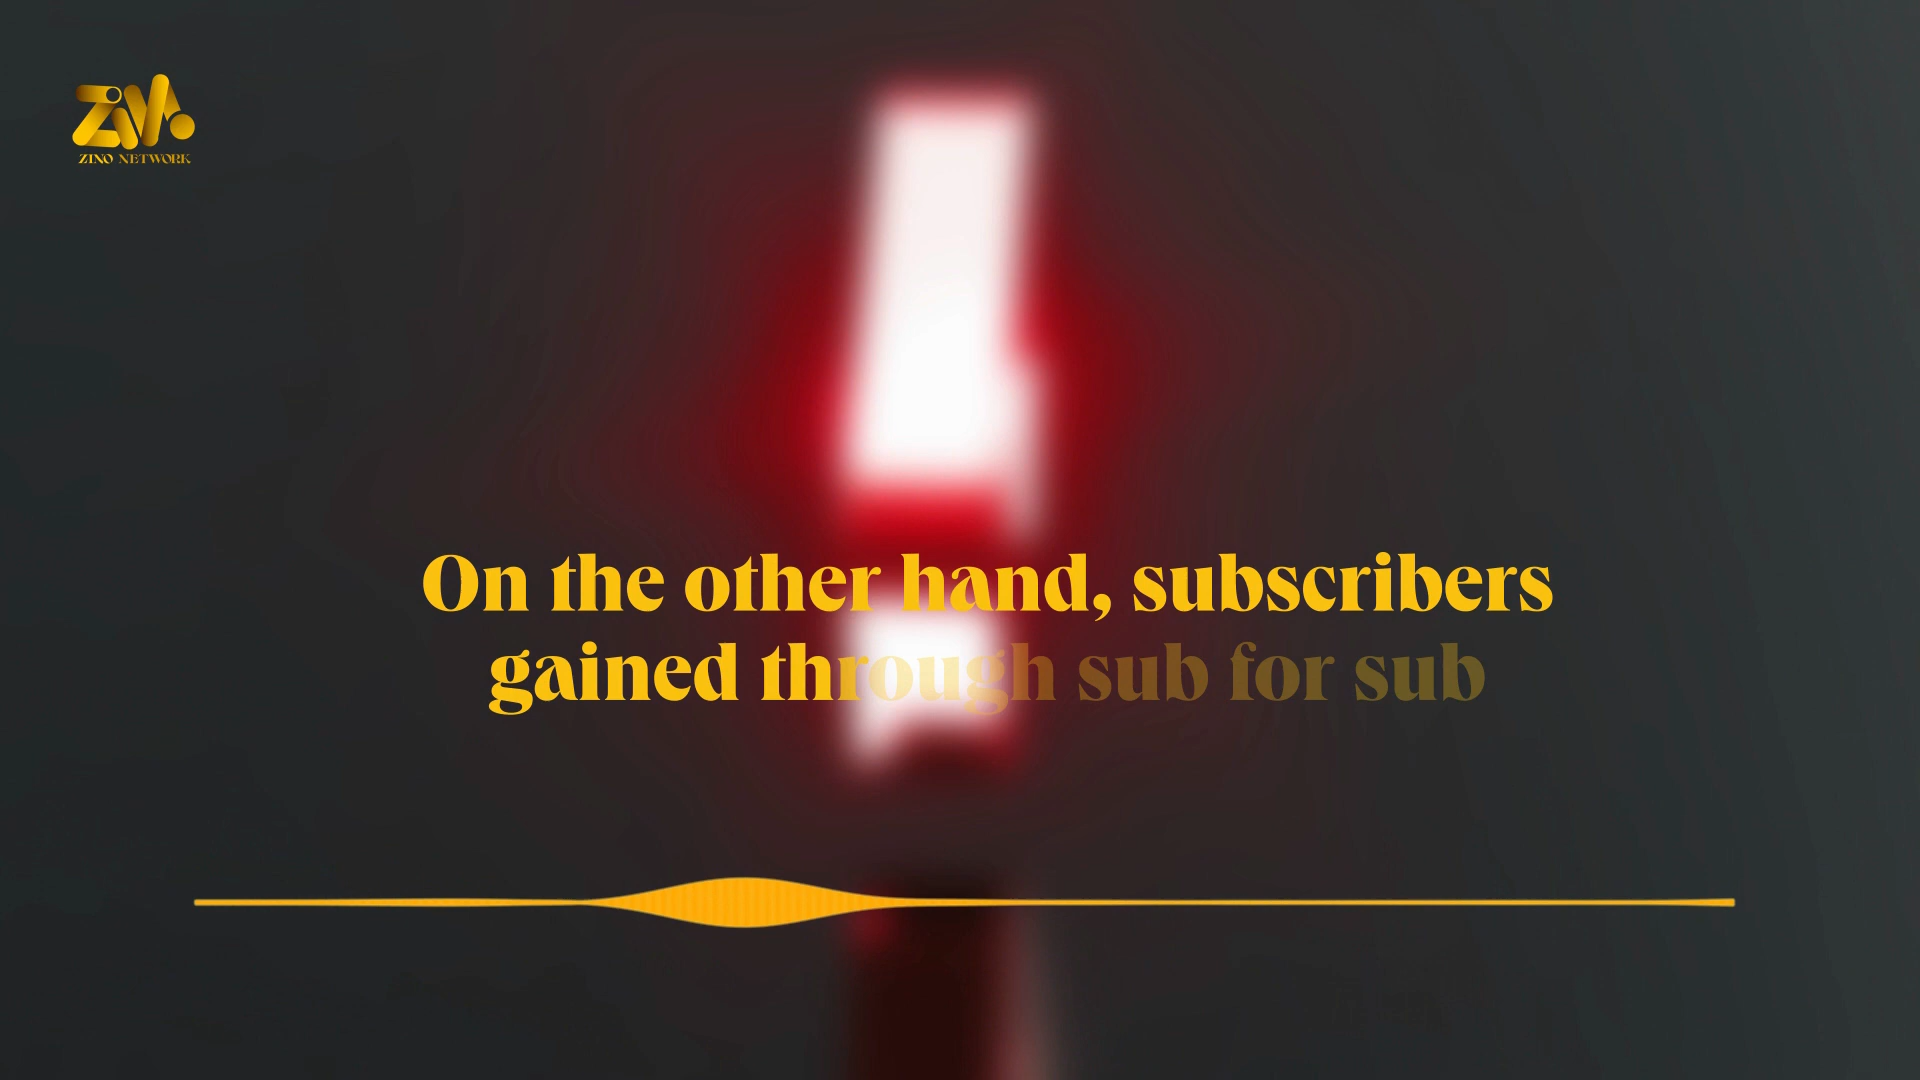 ZINO NETWORK
On the other hand, subscribers
gained through sub for sub